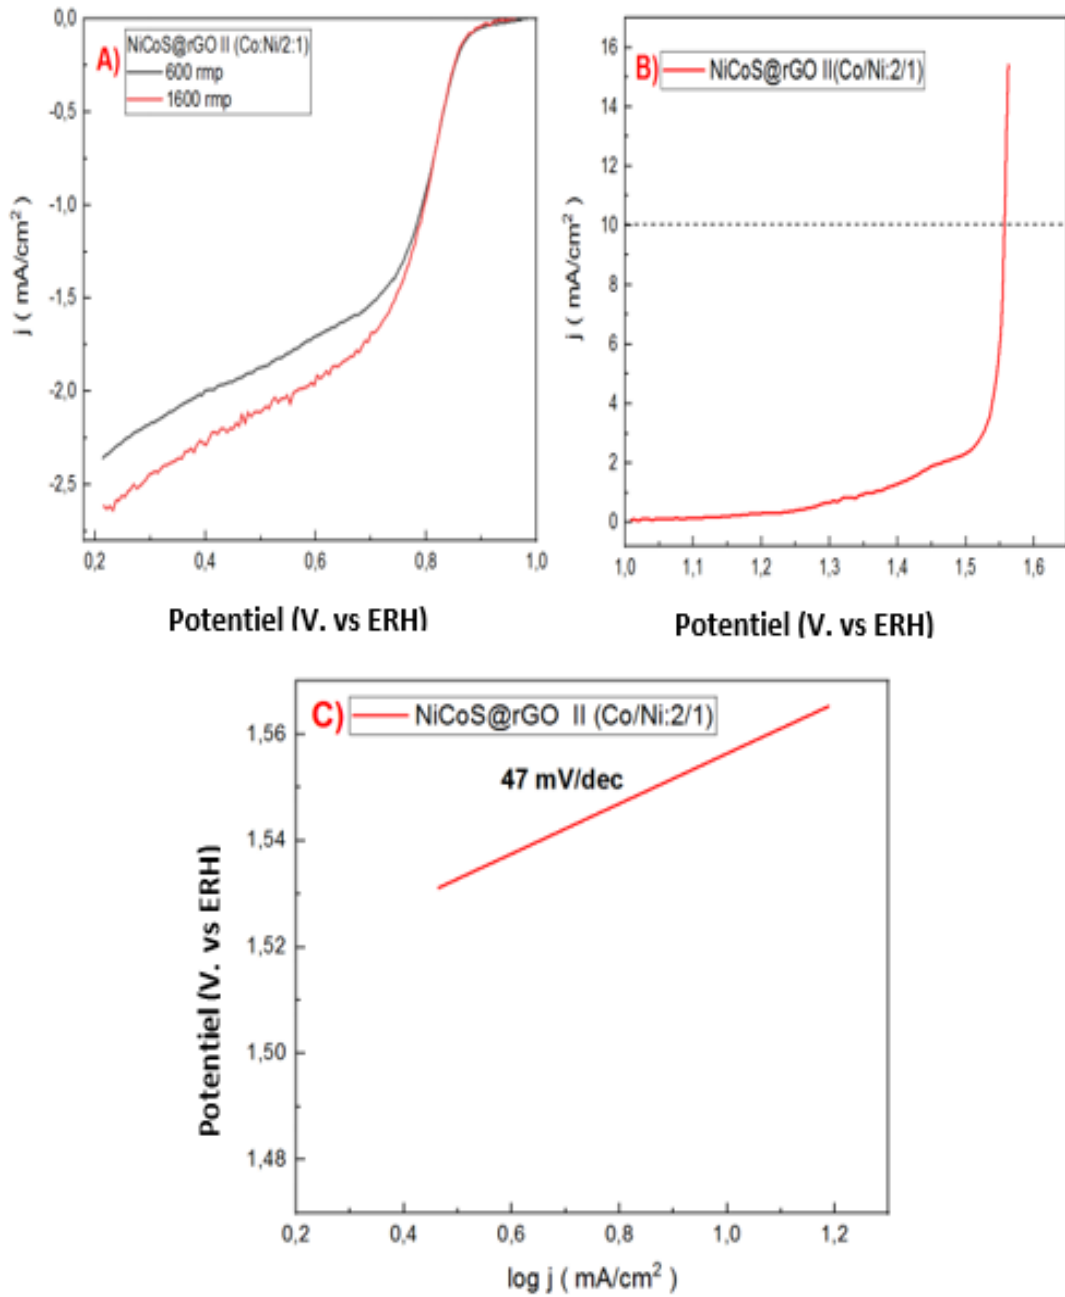 A)
NiCoS@rGO II (Co:Ni/2:1)
600 rmp
1600 rmp
0,0
-0,5
-1,0
-1,5
-2,0
-2,5
j ( mA/cm²)
0,2 0,4 0,6 0,8 1,0
Potentiel (V. vs ERH)
B)
NiCoS@rGO II(Co/Ni:2/1)
16
14
12
10
8
6
4
2
0
j ( mA/cm² )
1,0 1,1 1,2 1,3 1,4 1,5 1,6
Potentiel (V. vs ERH)
C)
NiCoS@rGO II (Co/Ni:2/1)
47 mV/dec
1,56
1,54
1,52
1,50
1,48
Potentiel (V. vs ERH)
0,2 0,4 0,6 0,8 1,0 1,2
log j ( mA/cm² )